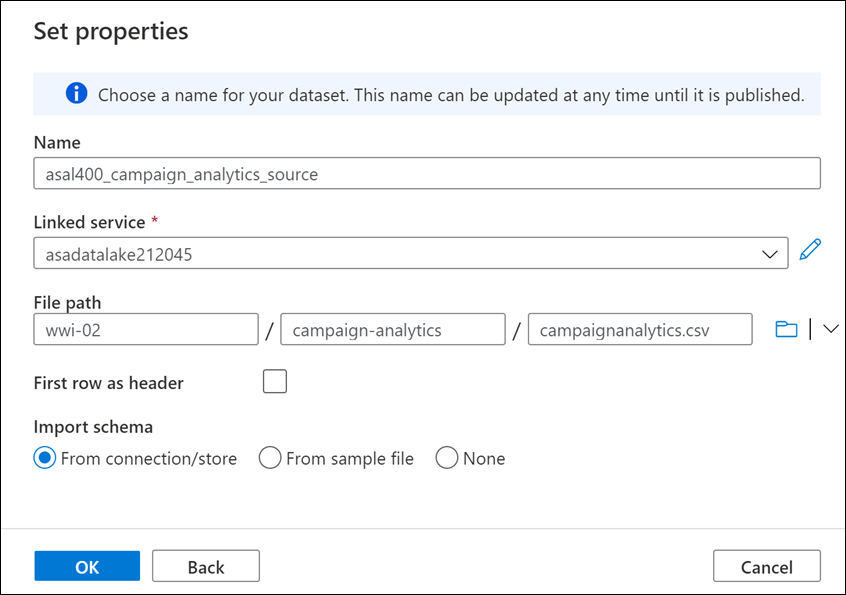 Set properties
Choose a name for your dataset. This name can be updated at any time until it is published.
Name
asal400_campaign_analytics_source
Linked service *
asadatalake212045
File path
wwi-02 / campaign-analytics / campaignanalytics.csv
First row as header
Import schema
From connection/store From sample file None
OK Back Cancel